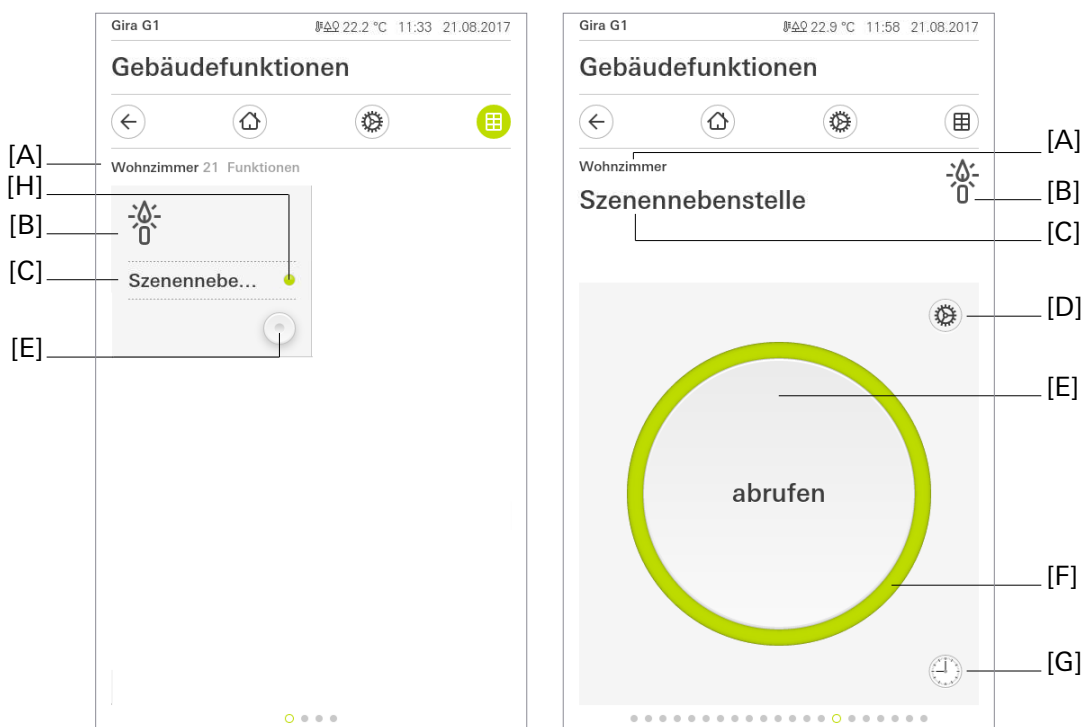 Gira G1 22.2 °C 11:33 21.08.2017
Gebäudefunktionen
[A] Wohnzimmer 21 Funktionen
[H]
[B]
[C] Szenennebe...
[E]
Gira G1 22.9 °C 11:58 21.08.2017
Gebäudefunktionen
[A]
Wohnzimmer
[B]
Szenennebenstelle
[C]
[D]
[E]
abrufen
[F]
[G]